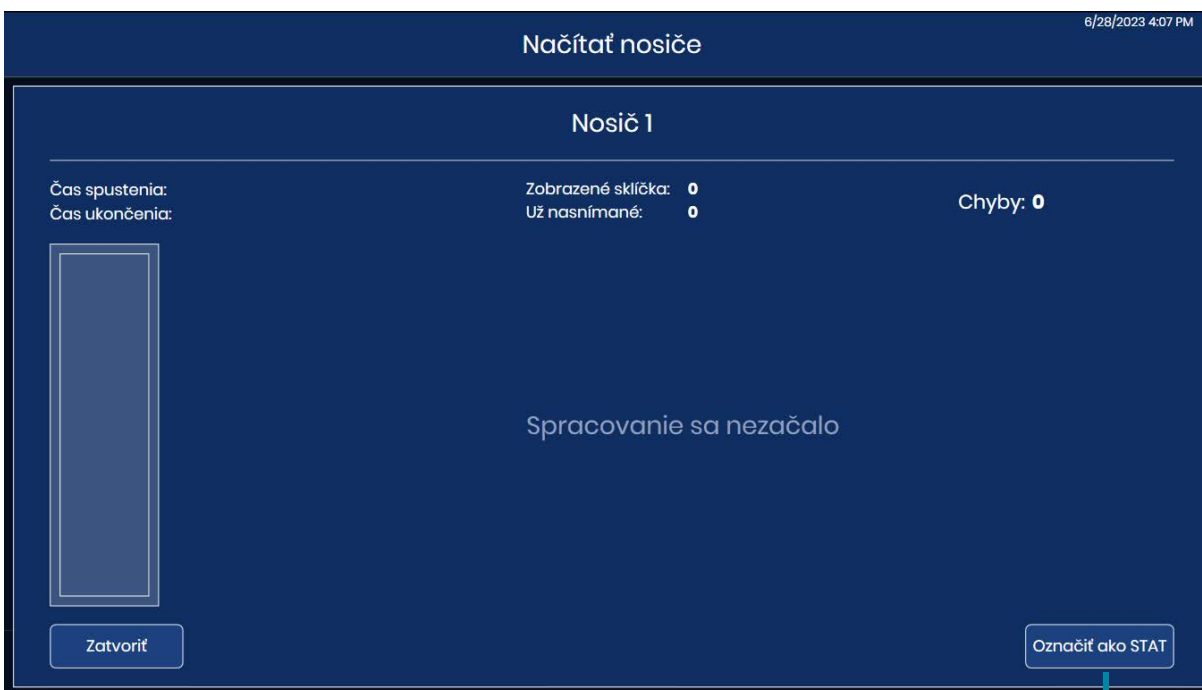 6/28/2023 4:07 PM
Načítať nosiče
Nosič 1
Čas spustenia:
Čas ukončenia:
Zobrazené sklíčka: 0
Už nasnímané: 0
Chyby: 0
Spracovanie sa nezačalo
Zatvoriť
Označiť ako STAT